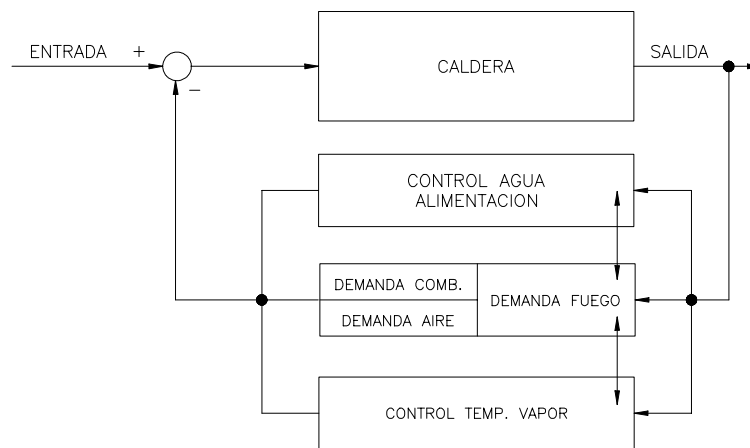 ENTRADA
+
−
CALDERA
SALIDA
CONTROL AGUA
ALIMENTACION
DEMANDA COMB.
DEMANDA AIRE
DEMANDA FUEGO
CONTROL TEMP. VAPOR